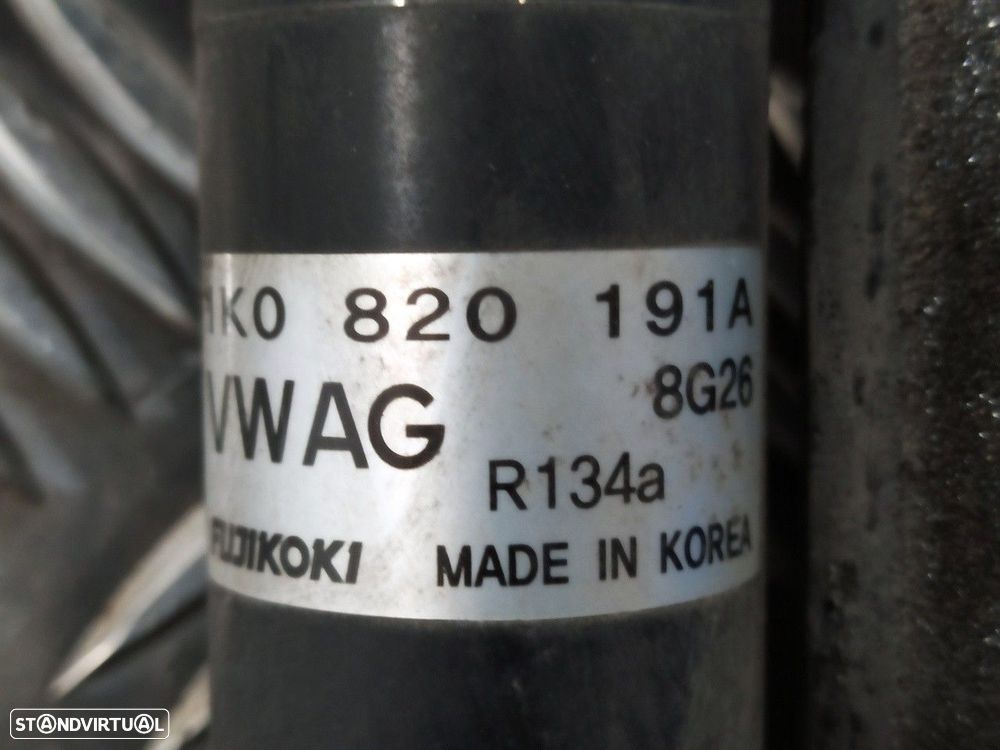 1K0 820 191A
VWAG 8G26
R134a
FUJIKOKI MADE IN KOREA
STANDVIRTUAL